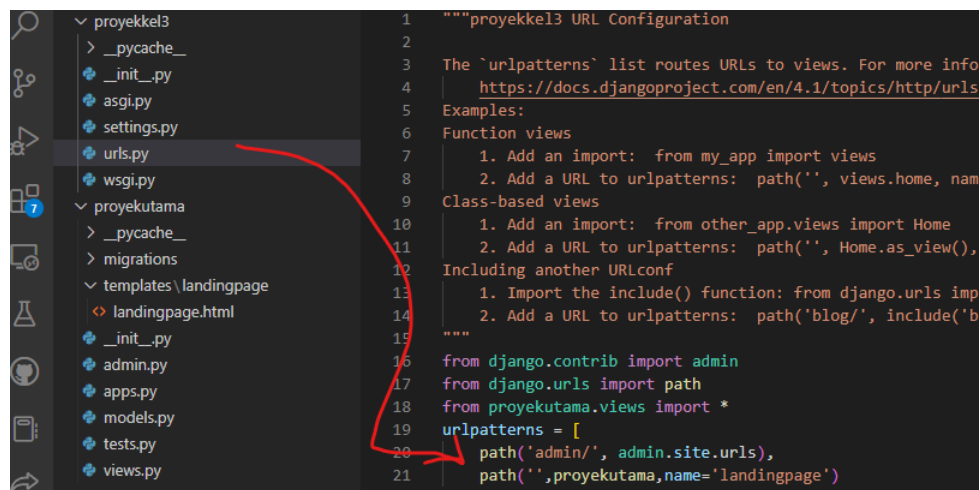 proyekkel3
__pycache__
__init__.py
asgi.py
settings.py
urls.py
wsgi.py
proyekutama
__pycache__
migrations
templates\landingpage
landingpage.html
__init__.py
admin.py
apps.py
models.py
tests.py
views.py
7
1 """proyekkel3 URL Configuration
2
3 The `urlpatterns` list routes URLs to views. For more info
4 https://docs.djangoproject.com/en/4.1/topics/http/urls
5 Examples:
6 Function views
7 1. Add an import:  from my_app import views
8 2. Add a URL to urlpatterns:  path('', views.home, nam
9 Class-based views
10 1. Add an import:  from other_app.views import Home
11 2. Add a URL to urlpatterns:  path('', Home.as_view(),
12 Including another URLconf
13 1. Import the include() function: from django.urls imp
14 2. Add a URL to urlpatterns:  path('blog/', include('b
15 """
16 from django.contrib import admin
17 from django.urls import path
18 from proyekutama.views import *
19 urlpatterns = [
20 path('admin/', admin.site.urls),
21 path('',proyekutama,name='landingpage')